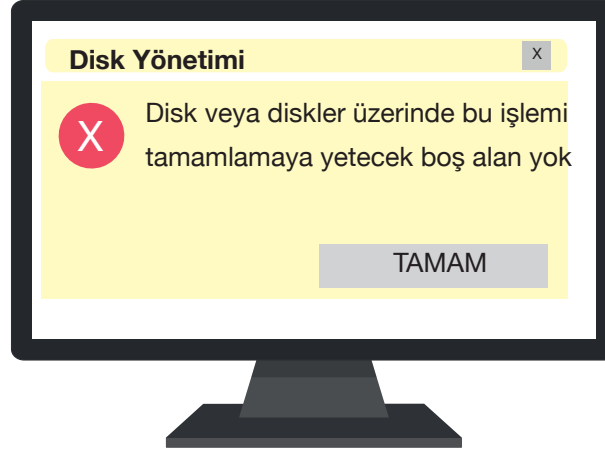 Disk Yönetimi
X
X
Disk veya diskler üzerinde bu işlemi
tamamlamaya yetecek boş alan yok
TAMAM